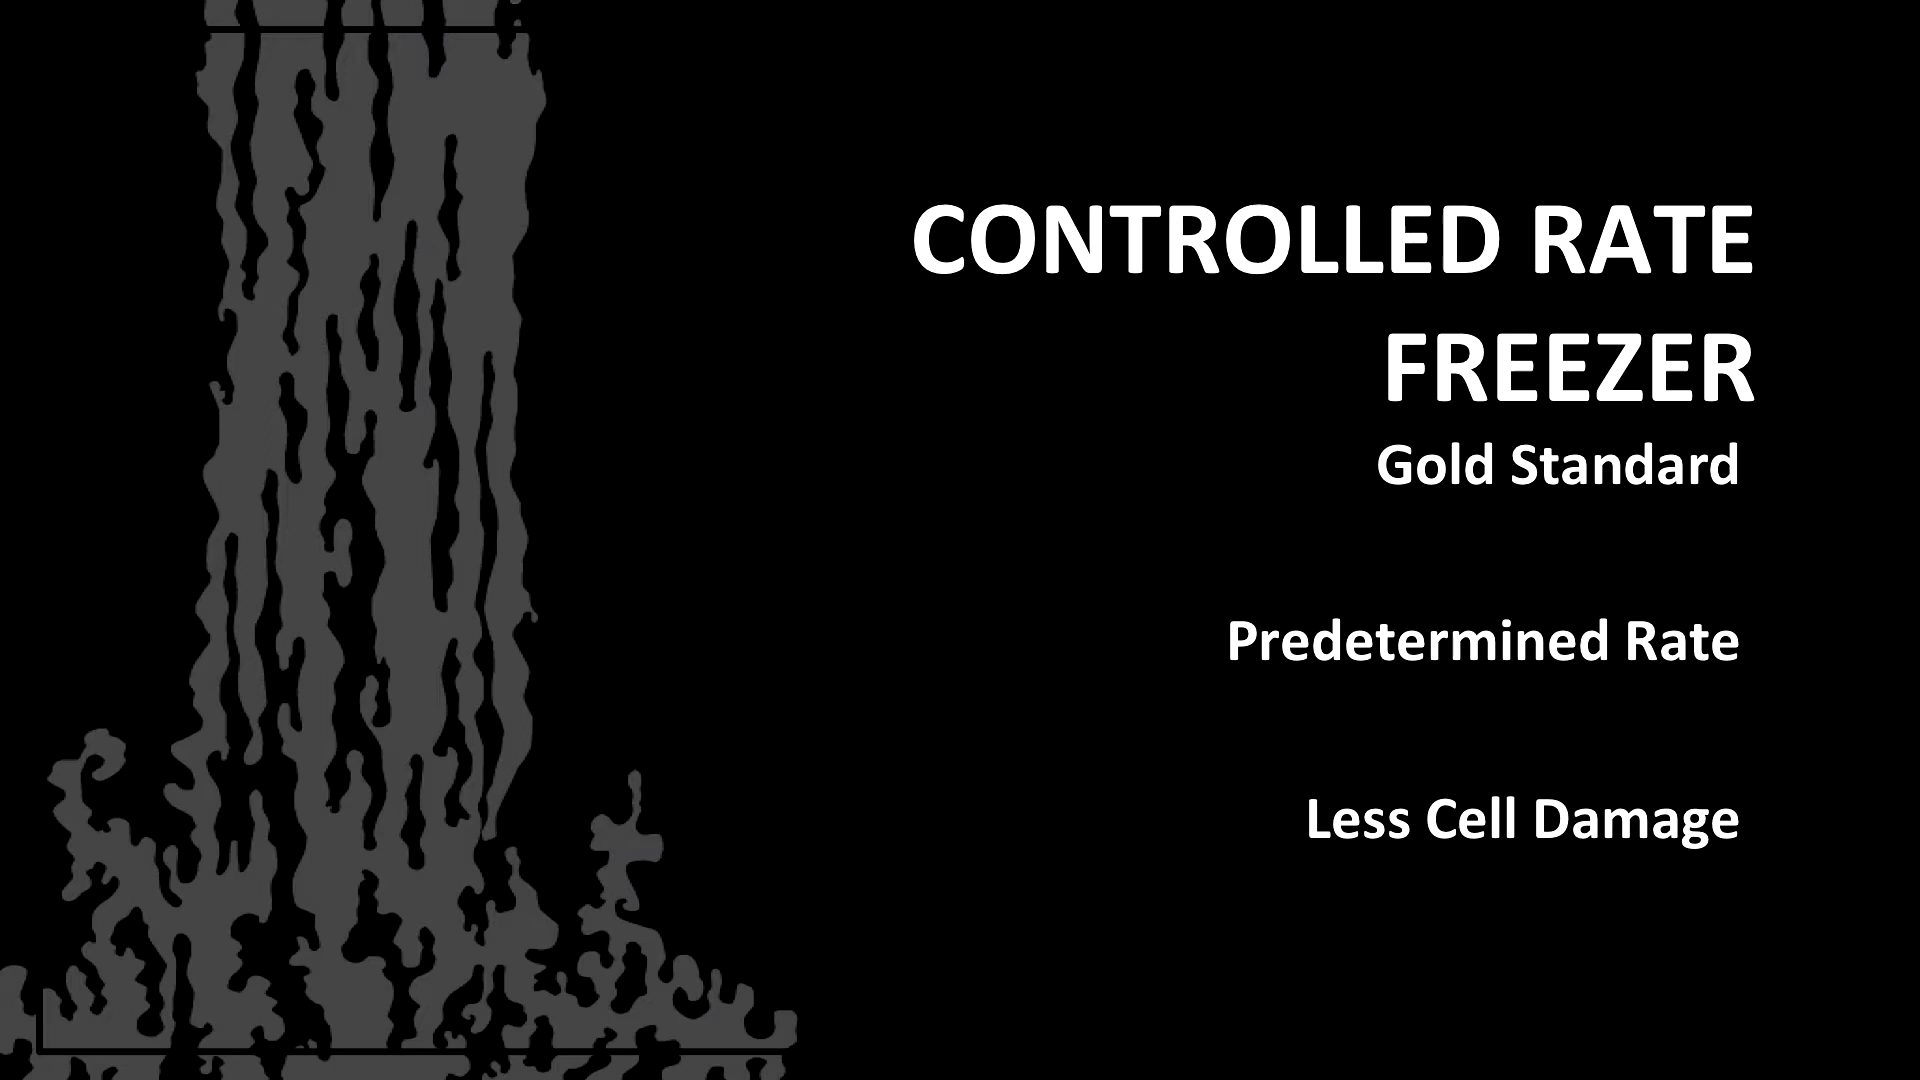 CONTROLLED RATE
FREEZER
Gold Standard
Predetermined Rate
Less Cell Damage